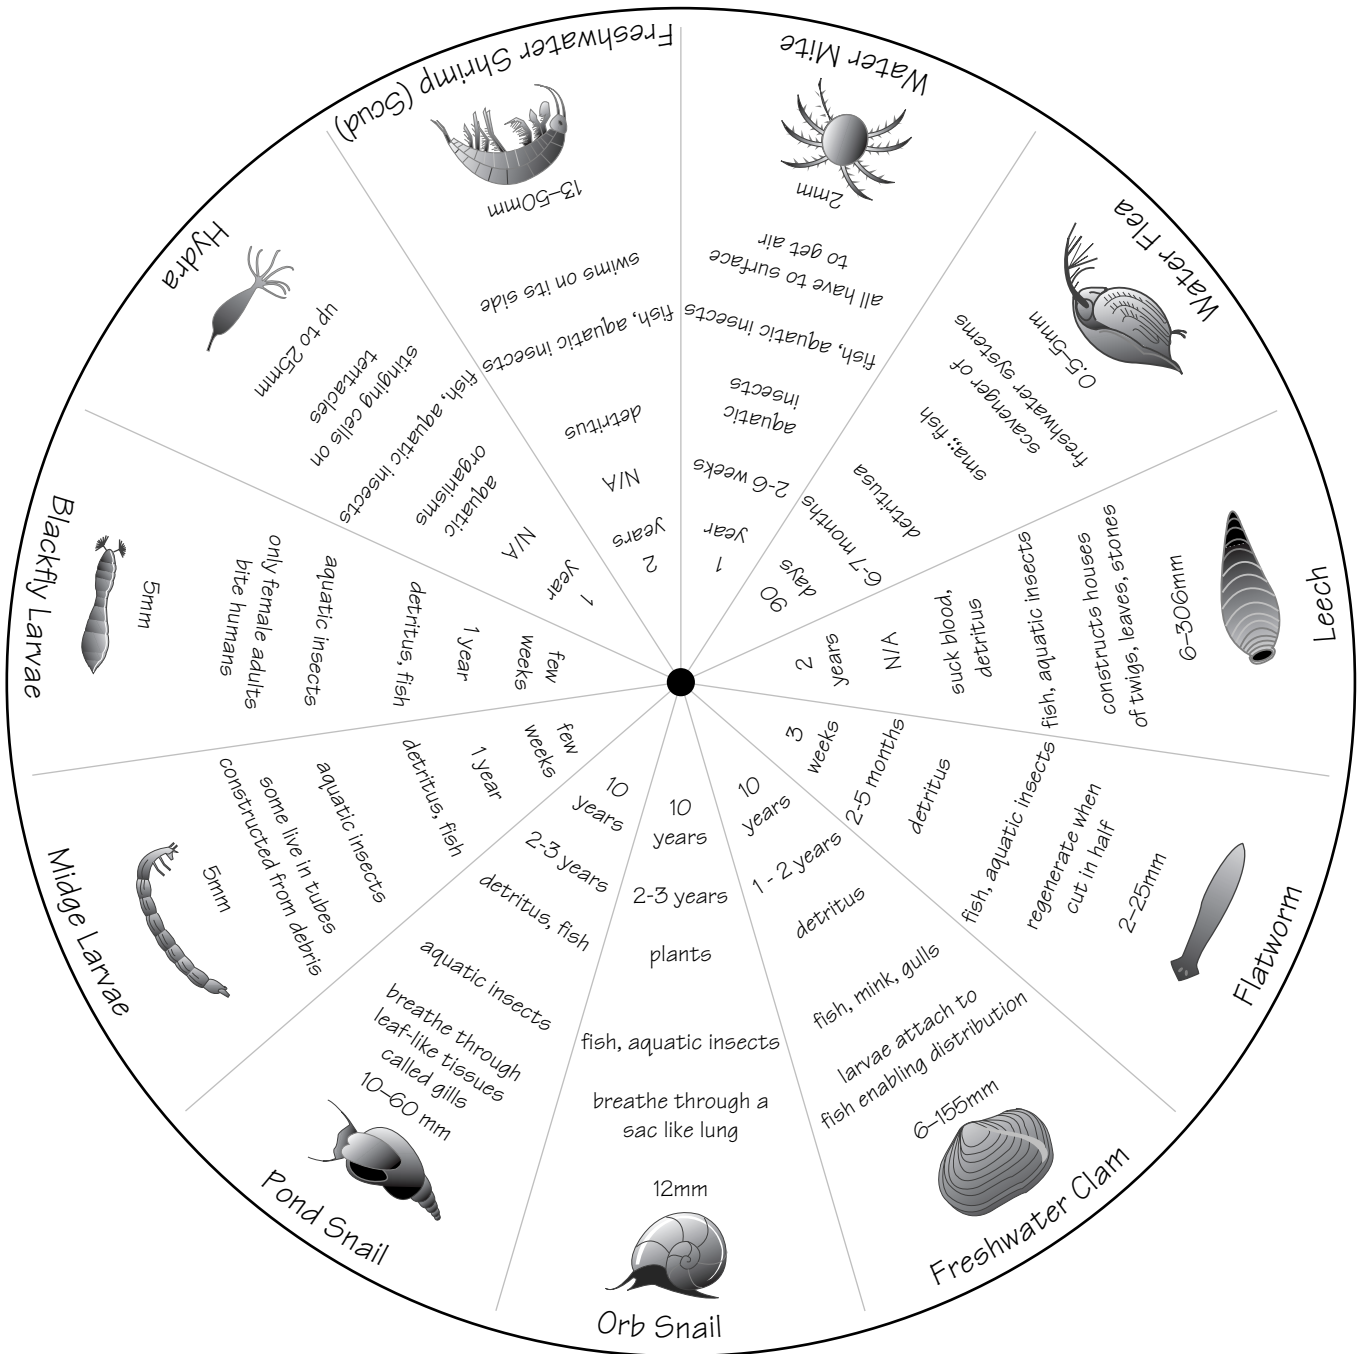 1
year
2-6 weeks
aquatic
insects
fish, aquatic insects
all have to surface
to get air
2mm
Water Mite
90
days
6-7 months
detritusa
sma;; fish
scavenger of
freshwater systems
0.5–5mm
Water Flea
2
years
N/A
suck blood,
detritus
fish, aquatic insects
constructs houses
of twigs, leaves, stones
6–306mm
Leech
3
weeks
2-5 months
detritus
fish, aquatic insects
regenerate when
cut in half
2–25mm
Flatworm
10
years
1 - 2 years
detritus
fish, mink, gulls
larvae attach to
fish enabling distribution
6–155mm
Freshwater Clam
10
years
2-3 years
plants
fish, aquatic insects
breathe through a
sac like lung
12mm
Orb Snail
10
years
2-3 years
detritus, fish
aquatic insects
breathe through
leaf-like tissues
called gills
10–60 mm
Pond Snail
few
weeks
1 year
detritus, fish
aquatic insects
some live in tubes
constructed from debris
5mm
Midge Larvae
few
weeks
1 year
detritus, fish
aquatic insects
only female adults
bite humans
5mm
Blackfly Larvae
1
year
N/A
aquatic
organisms
fish, aquatic insects
stinging cells on
tentacles
up to 25mm
Hydra
2
years
N/A
detritus
fish, aquatic insects
swims on its side
13–50mm
Freshwater Shrimp (Scud)